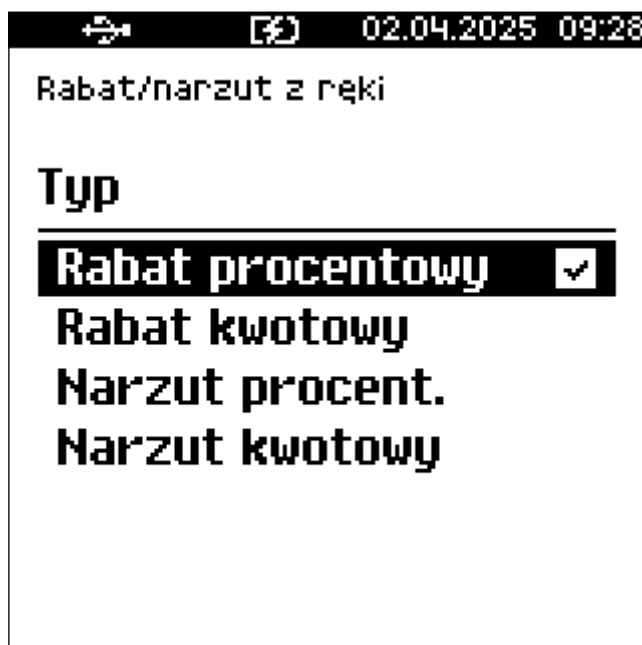 02.04.2025 09:28
Rabat/narzut z ręki
Typ
Rabat procentowy
Rabat kwotowy
Narzut procent.
Narzut kwotowy